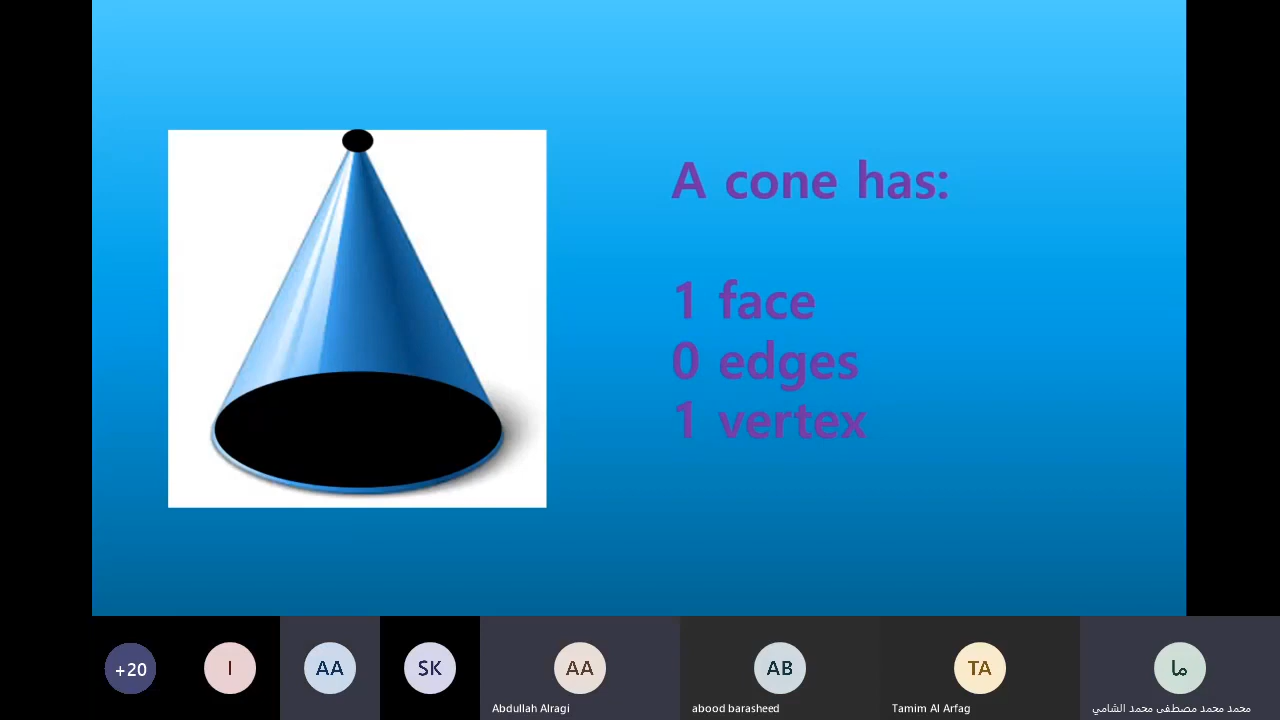 A cone has:
1 face
0 edges
1 vertex
+20
I
AA
SK
AA
AB
TA
ما
Abdullah Alragi
abood barasheed
Tamim Al Arfag
محمد محمد مصطفى محمد الشامي